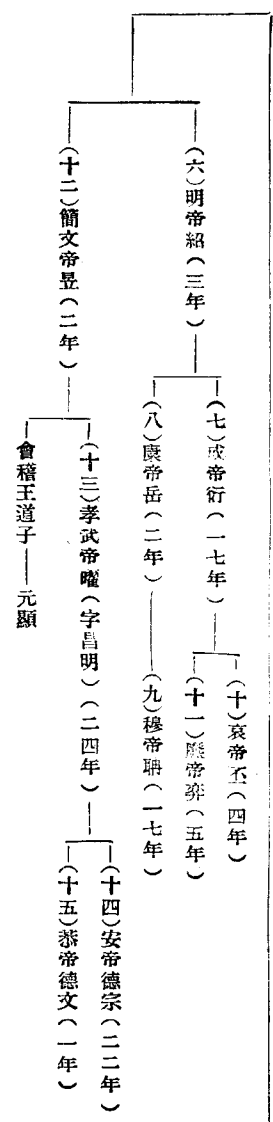 （六）明帝紹（三年）
（七）成帝衍（一七年）
（十）哀帝丕（四年）
（十一）廢帝弈（五年）
（八）康帝岳（二年）
（九）穆帝聃（一七年）
（十二）簡文帝昱（二年）
（十三）孝武帝曜（字昌明）（二四年）
（十四）安帝德宗（二二年）
（十五）恭帝德文（一年）
會稽王道子——元顯